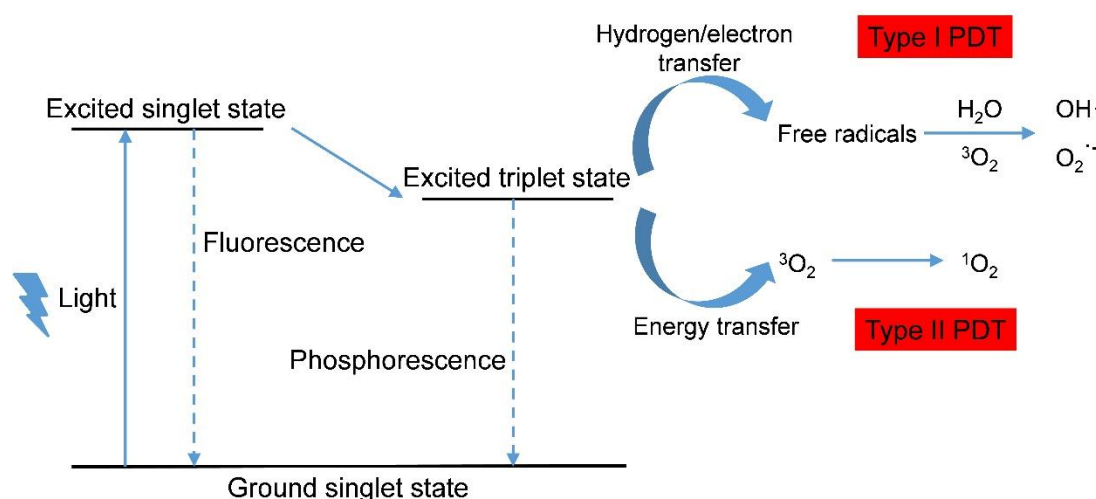 Hydrogen/electron
transfer
Type I PDT
Excited singlet state
H₂O
OH·
Free radicals
³O₂
O₂·⁻
Excited triplet state
Fluorescence
Light
³O₂
¹O₂
Energy transfer
Type II PDT
Phosphorescence
Ground singlet state